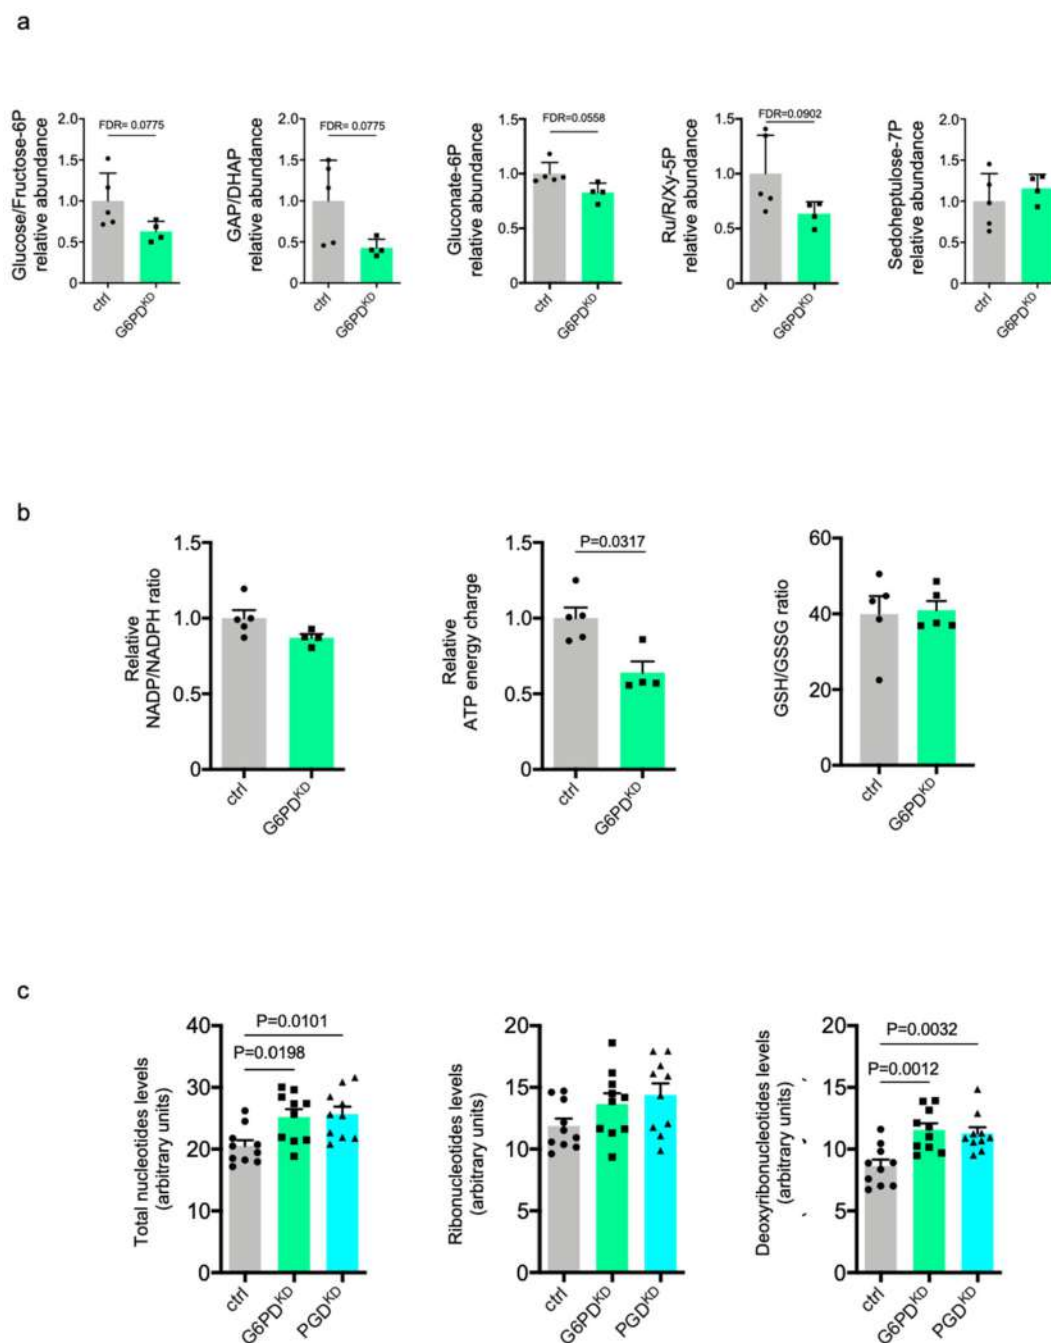 a
Glucose/Fructose-6P
relative abundance
2.0
1.5
1.0
0.5
0
FDR= 0.0775
ctrl
G6PDKD
GAP/DHAP
relative abundance
2.0
1.5
1.0
0.5
0
FDR= 0.0775
ctrl
G6PDKD
Gluconate-6P
relative abundance
1.5
1.0
0.5
0
FDR=0.0558
ctrl
G6PDKD
Ru/R/Xy-5P
relative abundance
1.5
1.0
0.5
0
FDR=0.0902
ctrl
G6PDKD
Sedoheptulose-7P
relative abundance
2.0
1.5
1.0
0.5
0
ctrl
G6PDKD
b
Relative
NADP/NADPH ratio
1.5
1.0
0.5
0
ctrl
G6PDKD
Relative
ATP energy charge
1.5
1.0
0.5
0
P=0.0317
ctrl
G6PDKD
GSH/GSSG ratio
60
40
20
0
ctrl
G6PDKD
c
Total nucleotides levels
(arbitrary units)
40
30
20
10
0
P=0.0101
P=0.0198
ctrl
G6PDKD
PGDKD
Ribonucleotides levels
(arbitrary units)
20
15
10
5
0
ctrl
G6PDKD
PGDKD
Deoxyribonucleotides levels
(arbitrary units)
20
15
10
5
0
P=0.0032
P=0.0012
ctrl
G6PDKD
PGDKD